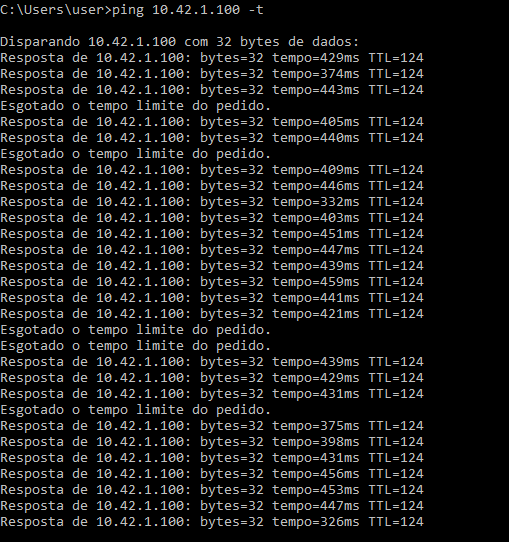 C:\Users\user>ping 10.42.1.100 -t
Disparando 10.42.1.100 com 32 bytes de dados:
Resposta de 10.42.1.100: bytes=32 tempo=429ms TTL=124
Resposta de 10.42.1.100: bytes=32 tempo=374ms TTL=124
Resposta de 10.42.1.100: bytes=32 tempo=443ms TTL=124
Esgotado o tempo limite do pedido.
Resposta de 10.42.1.100: bytes=32 tempo=405ms TTL=124
Resposta de 10.42.1.100: bytes=32 tempo=440ms TTL=124
Esgotado o tempo limite do pedido.
Resposta de 10.42.1.100: bytes=32 tempo=409ms TTL=124
Resposta de 10.42.1.100: bytes=32 tempo=446ms TTL=124
Resposta de 10.42.1.100: bytes=32 tempo=332ms TTL=124
Resposta de 10.42.1.100: bytes=32 tempo=403ms TTL=124
Resposta de 10.42.1.100: bytes=32 tempo=451ms TTL=124
Resposta de 10.42.1.100: bytes=32 tempo=447ms TTL=124
Resposta de 10.42.1.100: bytes=32 tempo=439ms TTL=124
Resposta de 10.42.1.100: bytes=32 tempo=459ms TTL=124
Resposta de 10.42.1.100: bytes=32 tempo=441ms TTL=124
Resposta de 10.42.1.100: bytes=32 tempo=421ms TTL=124
Esgotado o tempo limite do pedido.
Esgotado o tempo limite do pedido.
Resposta de 10.42.1.100: bytes=32 tempo=439ms TTL=124
Resposta de 10.42.1.100: bytes=32 tempo=429ms TTL=124
Resposta de 10.42.1.100: bytes=32 tempo=431ms TTL=124
Esgotado o tempo limite do pedido.
Resposta de 10.42.1.100: bytes=32 tempo=375ms TTL=124
Resposta de 10.42.1.100: bytes=32 tempo=398ms TTL=124
Resposta de 10.42.1.100: bytes=32 tempo=431ms TTL=124
Resposta de 10.42.1.100: bytes=32 tempo=456ms TTL=124
Resposta de 10.42.1.100: bytes=32 tempo=453ms TTL=124
Resposta de 10.42.1.100: bytes=32 tempo=447ms TTL=124
Resposta de 10.42.1.100: bytes=32 tempo=326ms TTL=124